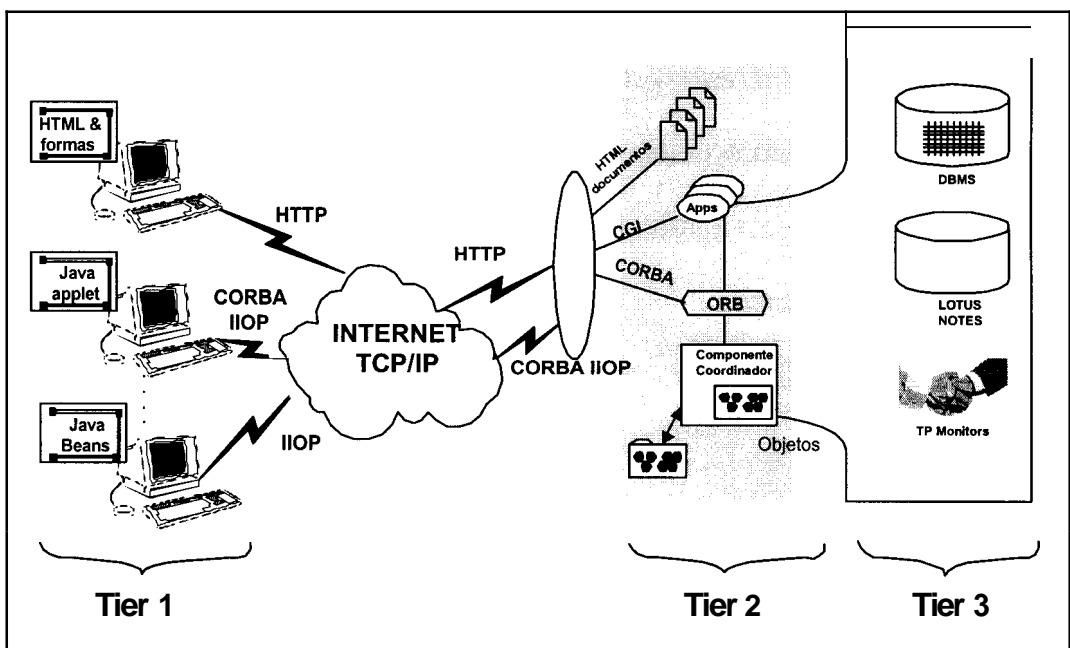 HTML &
formas
HTTP
Java
applet
CORBA
IIOP
Java
Beans
IIOP
INTERNET
TCP/IP
HTTP
CORBA IIOP
HTML
documentos
CGI
Apps
CORBA
ORB
Componente
Coordinador
Objetos
DBMS
LOTUS
NOTES
TP Monitors
Tier 1
Tier 2
Tier 3